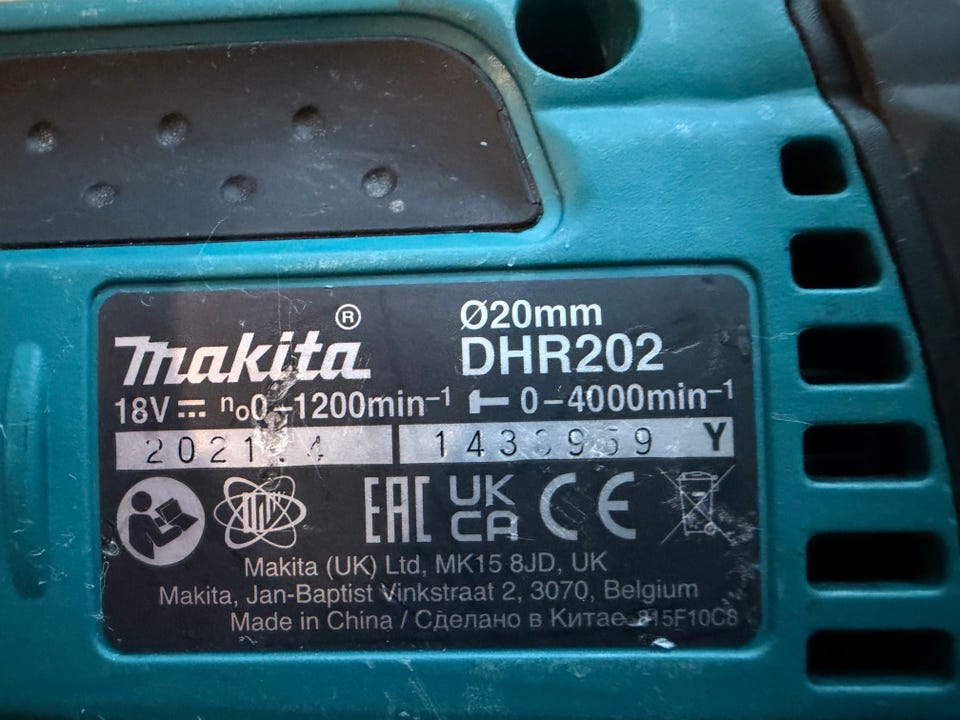 makita®
Ø20mm
DHR202
18V⎓ n₀0–1200min⁻¹ 0–4000min⁻¹
Y
EAC UK CA CE
Makita (UK) Ltd, MK15 8JD, UK
Makita, Jan-Baptist Vinkstraat 2, 3070, Belgium
Made in China / Сделано в Китае